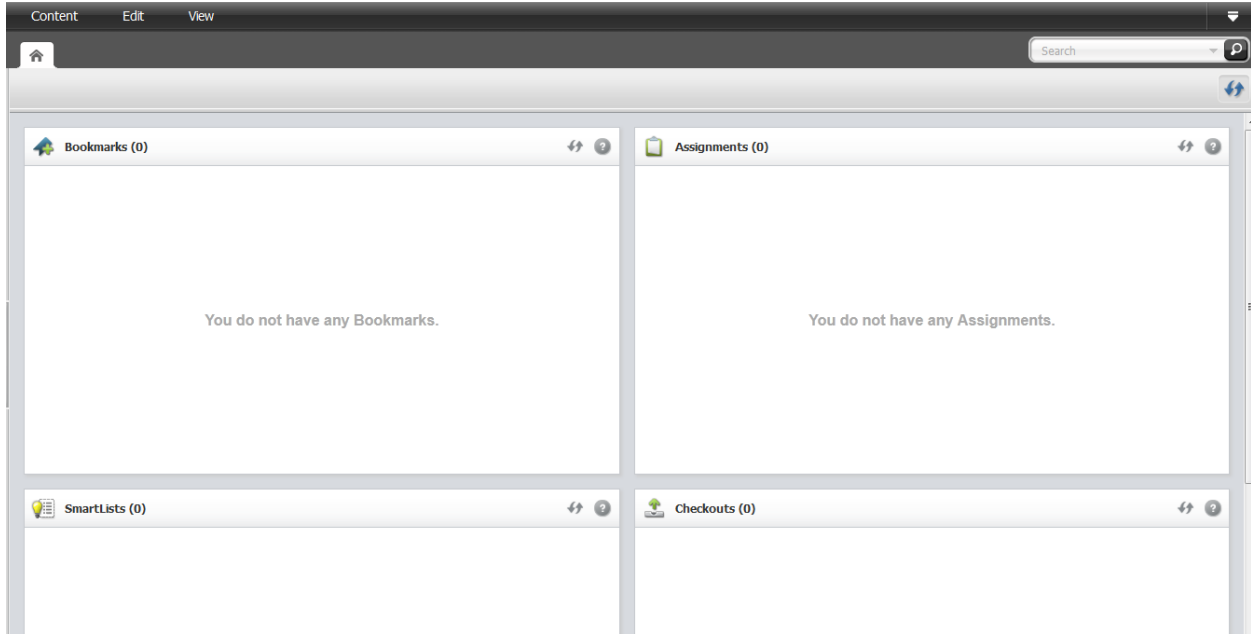 Content Edit View
Search
Bookmarks (0)
Assignments (0)
You do not have any Bookmarks.
You do not have any Assignments.
SmartLists (0)
Checkouts (0)